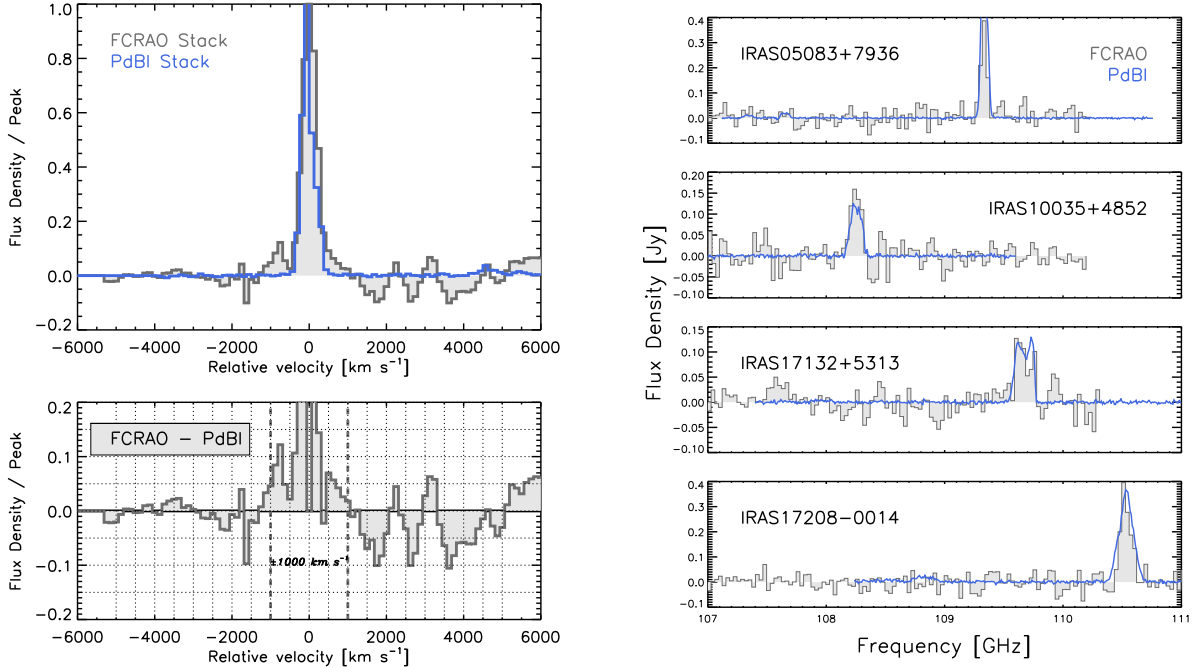 1.0
0.8
0.6
0.4
0.2
0.0
−0.2
Flux Density / Peak
FCRAO Stack
PdBI Stack
−6000 −4000 −2000 0 2000 4000 6000
Relative velocity [km s⁻¹]
0.2
0.1
0.0
−0.1
−0.2
Flux Density / Peak
FCRAO − PdBI
±1000 km s⁻¹
−6000 −4000 −2000 0 2000 4000 6000
Relative velocity [km s⁻¹]
Flux Density [Jy]
0.4
0.3
0.2
0.1
0.0
−0.1
IRAS05083+7936
FCRAO
PdBI
0.20
0.15
0.10
0.05
0.00
−0.05
−0.10
IRAS10035+4852
0.15
0.10
0.05
0.00
−0.05
−0.10
IRAS17132+5313
0.4
0.3
0.2
0.1
0.0
−0.1
IRAS17208−0014
107 108 109 110 111
Frequency [GHz]